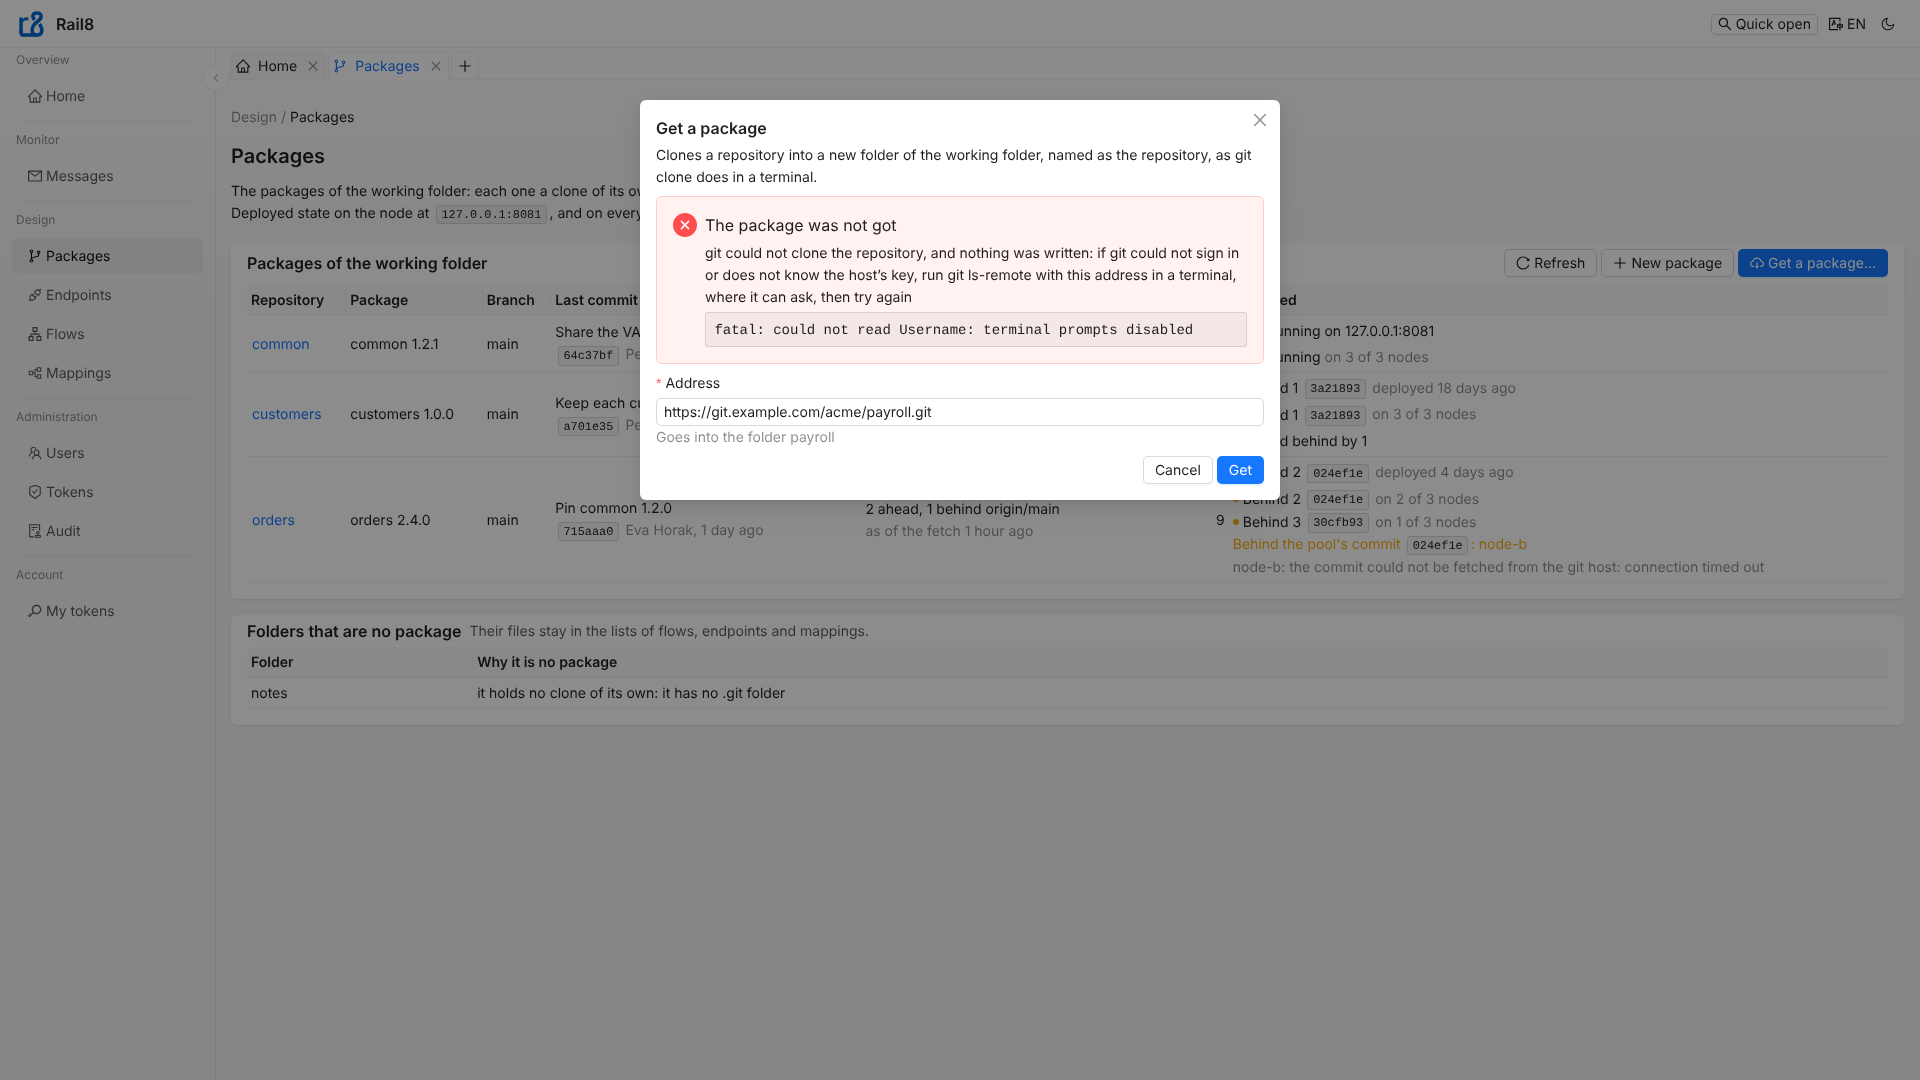 Rail8
Quick open
EN
Overview
Home
Monitor
Messages
Design
Packages
Endpoints
Flows
Mappings
Administration
Users
Tokens
Audit
Account
My tokens
Home
Packages
Design / Packages
Packages
The packages of the working folder: each one a clone of its
Deployed state on the node at 127.0.0.1:8081, and on every
Packages of the working folder
Refresh
New package
Get a package...
Repository Package Branch Last commit
common common 1.2.1 main Share the
64c37bf
running on 127.0.0.1:8081
running on 3 of 3 nodes
customers customers 1.0.0 main Keep each
a701e35
1 3a21893 deployed 18 days ago
1 3a21893 on 3 of 3 nodes
behind by 1
orders orders 2.4.0 main Pin common 1.2.0
715aaa0 Eva Horak, 1 day ago
2 ahead, 1 behind origin/main
as of the fetch 1 hour ago
9
2 024ef1e deployed 4 days ago
Behind 2 024ef1e on 2 of 3 nodes
Behind 3 30cfb93 on 1 of 3 nodes
Behind the pool's commit 024ef1e : node-b
node-b: the commit could not be fetched from the git host: connection timed out
Folders that are no package Their files stay in the lists of flows, endpoints and mappings.
Folder Why it is no package
notes it holds no clone of its own: it has no .git folder
Get a package
Clones a repository into a new folder of the working folder, named as the repository, as git
clone does in a terminal.
The package was not got
git could not clone the repository, and nothing was written: if git could not sign in
or does not know the host’s key, run git ls-remote with this address in a terminal,
where it can ask, then try again
fatal: could not read Username: terminal prompts disabled
* Address
https://git.example.com/acme/payroll.git
Goes into the folder payroll
Cancel
Get